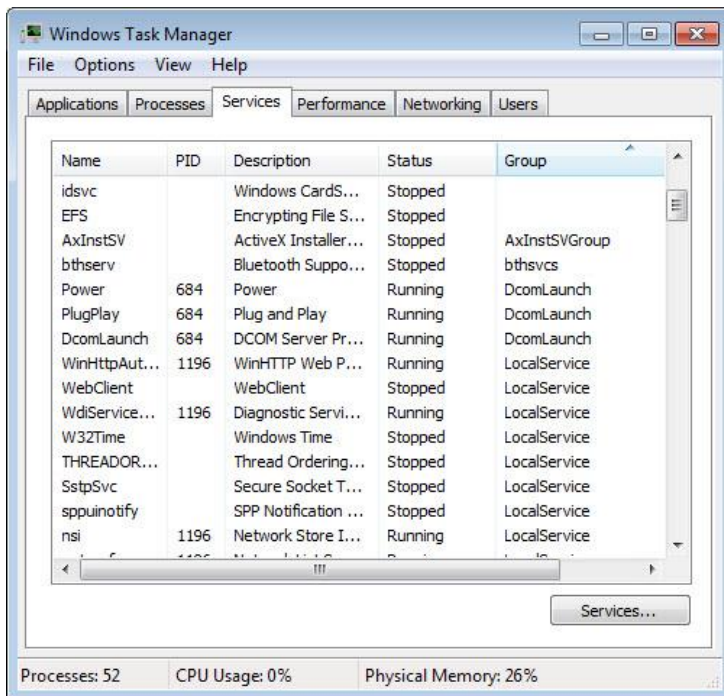 Windows Task Manager
File Options View Help
Applications Processes Services Performance Networking Users
Name PID Description Status Group
idsvc Windows CardS... Stopped
EFS Encrypting File S... Stopped
AxInstSV ActiveX Installer... Stopped AxInstSVGroup
bthserv Bluetooth Suppo... Stopped bthsvcs
Power 684 Power Running DcomLaunch
PlugPlay 684 Plug and Play Running DcomLaunch
DcomLaunch 684 DCOM Server Pr... Running DcomLaunch
WinHttpAut... 1196 WinHTTP Web P... Running LocalService
WebClient WebClient Stopped LocalService
WdiService... 1196 Diagnostic Servi... Running LocalService
W32Time Windows Time Stopped LocalService
THREADOR... Thread Ordering... Stopped LocalService
SstpSvc Secure Socket T... Stopped LocalService
sppuinotify SPP Notification ... Stopped LocalService
nsi 1196 Network Store I... Running LocalService
Services...
Processes: 52 CPU Usage: 0% Physical Memory: 26%